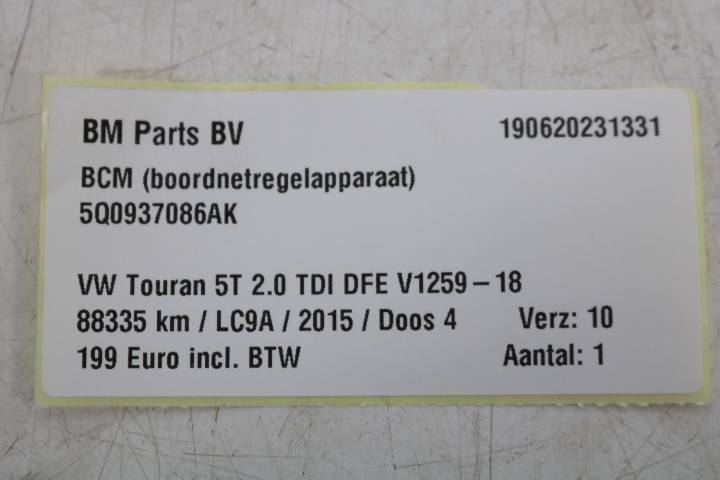 BM Parts BV 190620231331
BCM (boordnetregelapparaat)
5Q0937086AK
VW Touran 5T 2.0 TDI DFE V1259-18
88335 km / LC9A / 2015 / Doos 4 Verz: 10
199 Euro incl. BTW Aantal: 1